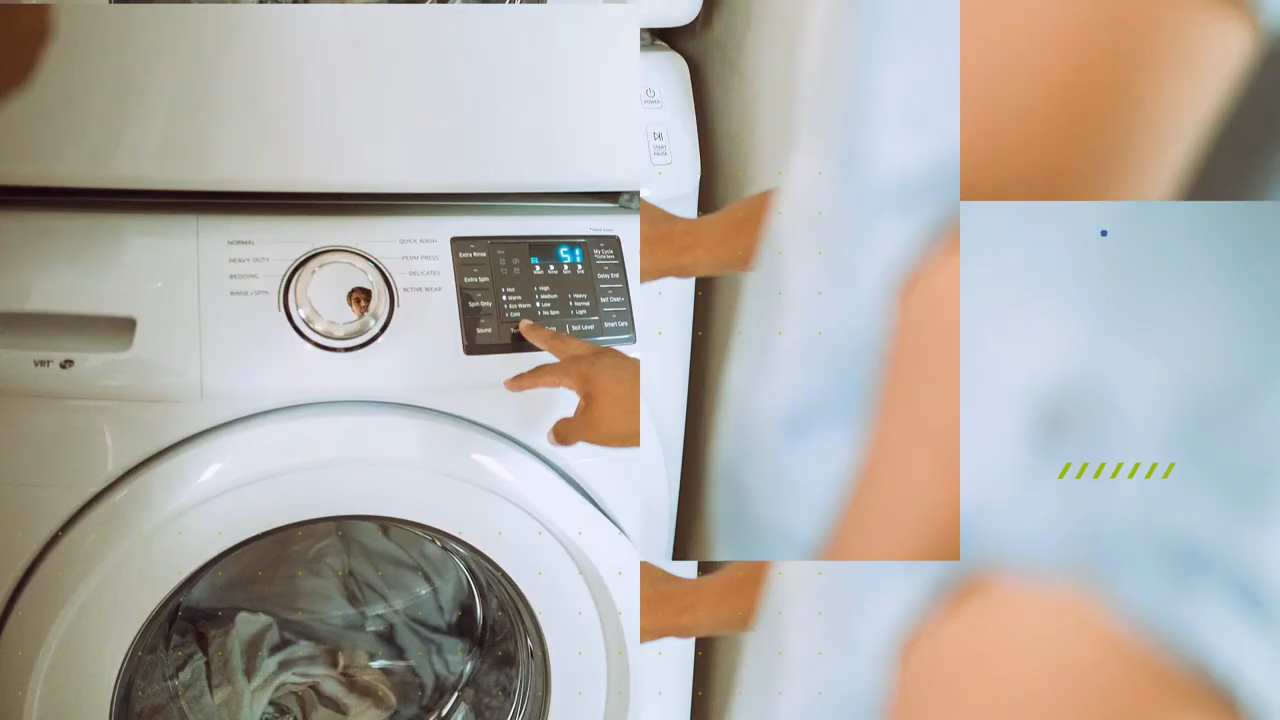 POWER
START
PAUSE
NORMAL
HEAVY DUTY
BEDDING
RINSE+SPIN
QUICK WASH
PERM PRESS
DELICATES
ACTIVE WEAR
VRT
51
Extra Rinse
Extra Spin
Spin Only
Sound
Wash Rinse Spin End
Hot
Warm
Eco Warm
Cold
High
Medium
Low
No Spin
Heavy
Normal
Light
Spin
Soil Level
My Cycle
Delay End
Self Clean+
Smart Care